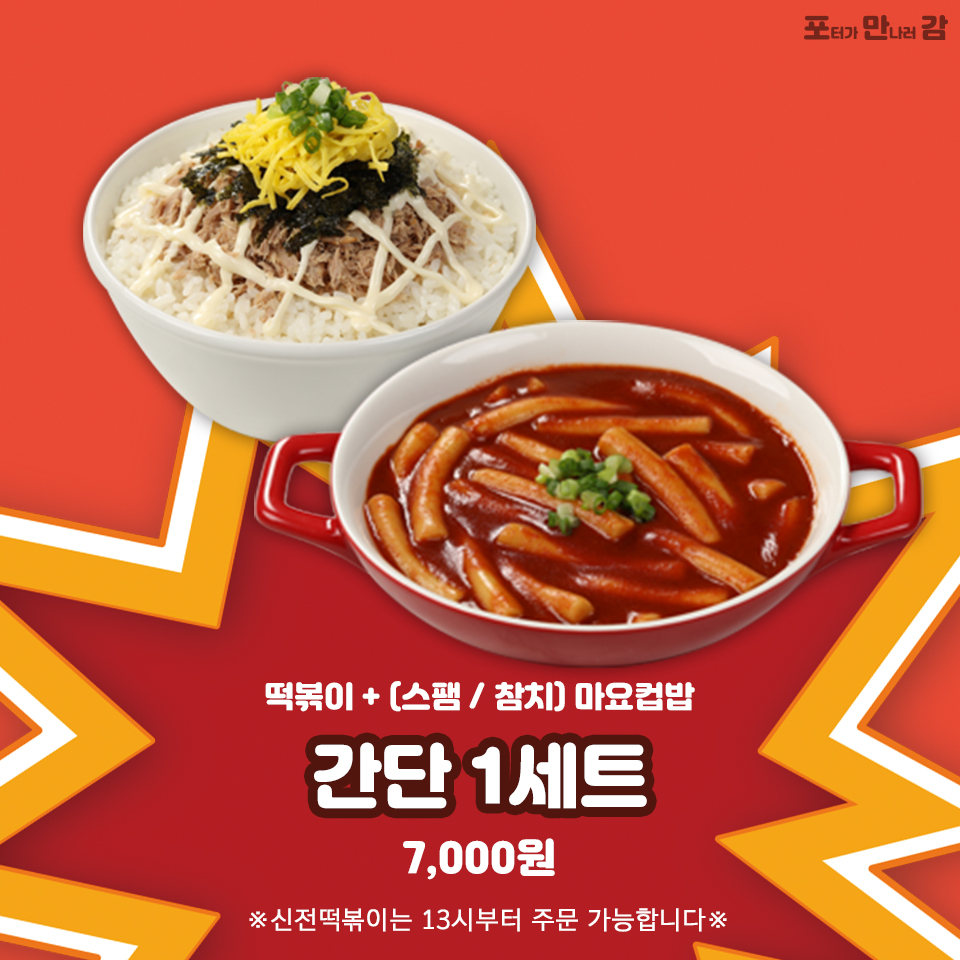 포터가 만나러 감
떡볶이 + (스팸 / 참치) 마요컵밥
간단 1세트
7,000원
※신전떡볶이는 13시부터 주문 가능합니다※